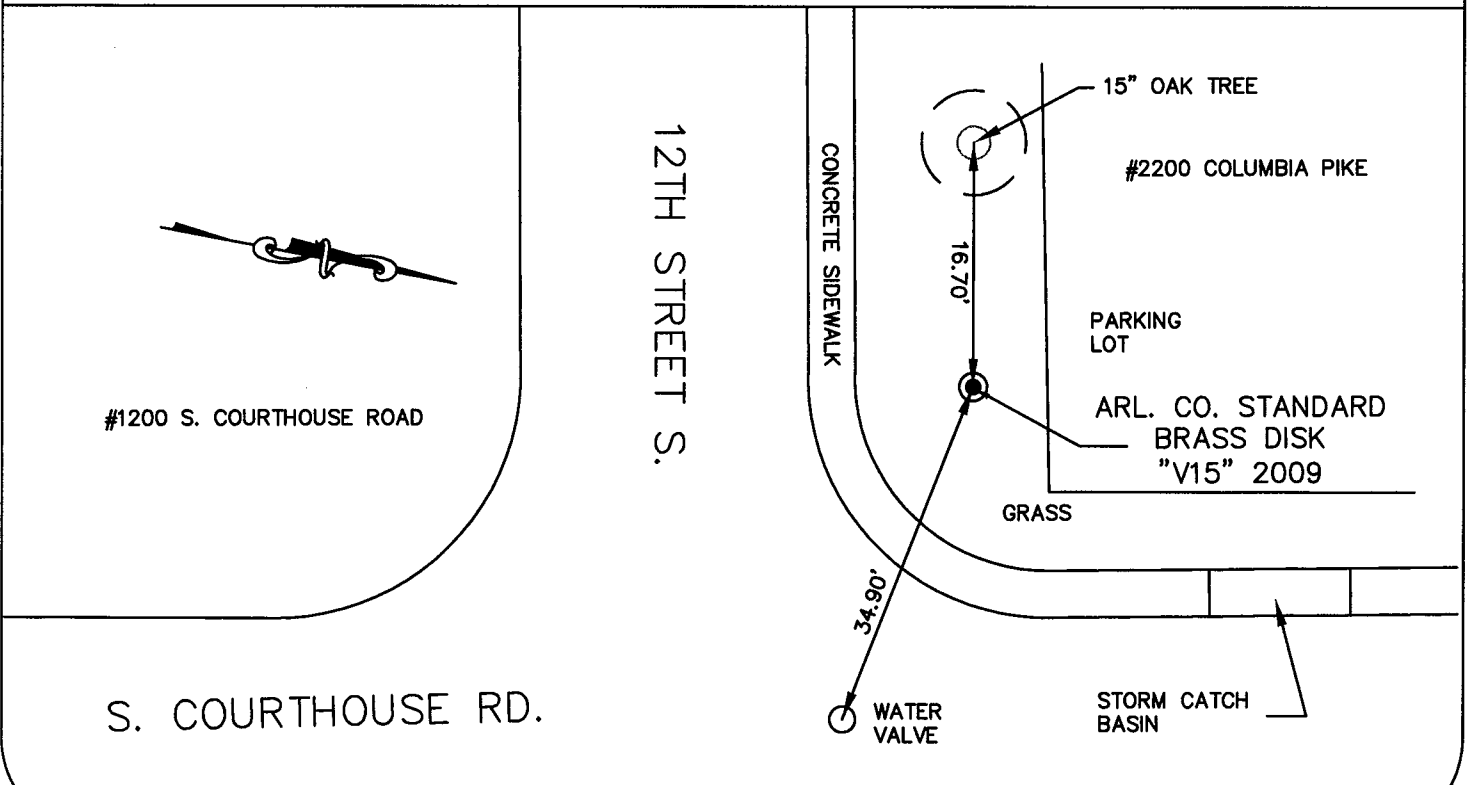 15" OAK TREE
#2200 COLUMBIA PIKE
12TH STREET S.
CONCRETE SIDEWALK
16.70'
PARKING
LOT
#1200 S. COURTHOUSE ROAD
ARL. CO. STANDARD
BRASS DISK
"V15" 2009
GRASS
34.90'
S. COURTHOUSE RD.
WATER
VALVE
STORM CATCH
BASIN